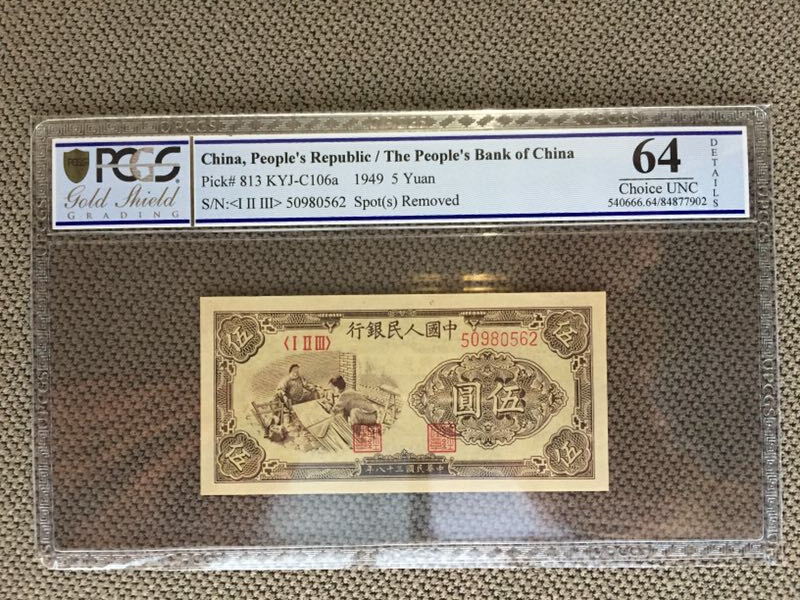 PCGS
Gold Shield
GRADING
China, People's Republic / The People's Bank of China
Pick# 813 KYJ-C106a 1949 5 Yuan
S/N:<I II III> 50980562 Spot(s) Removed
64
Choice UNC
540666.64/84877902
DETAILS
行銀民人國中
<I II III>
50980562
圓伍
伍
伍
伍
伍
年八十三國民華中